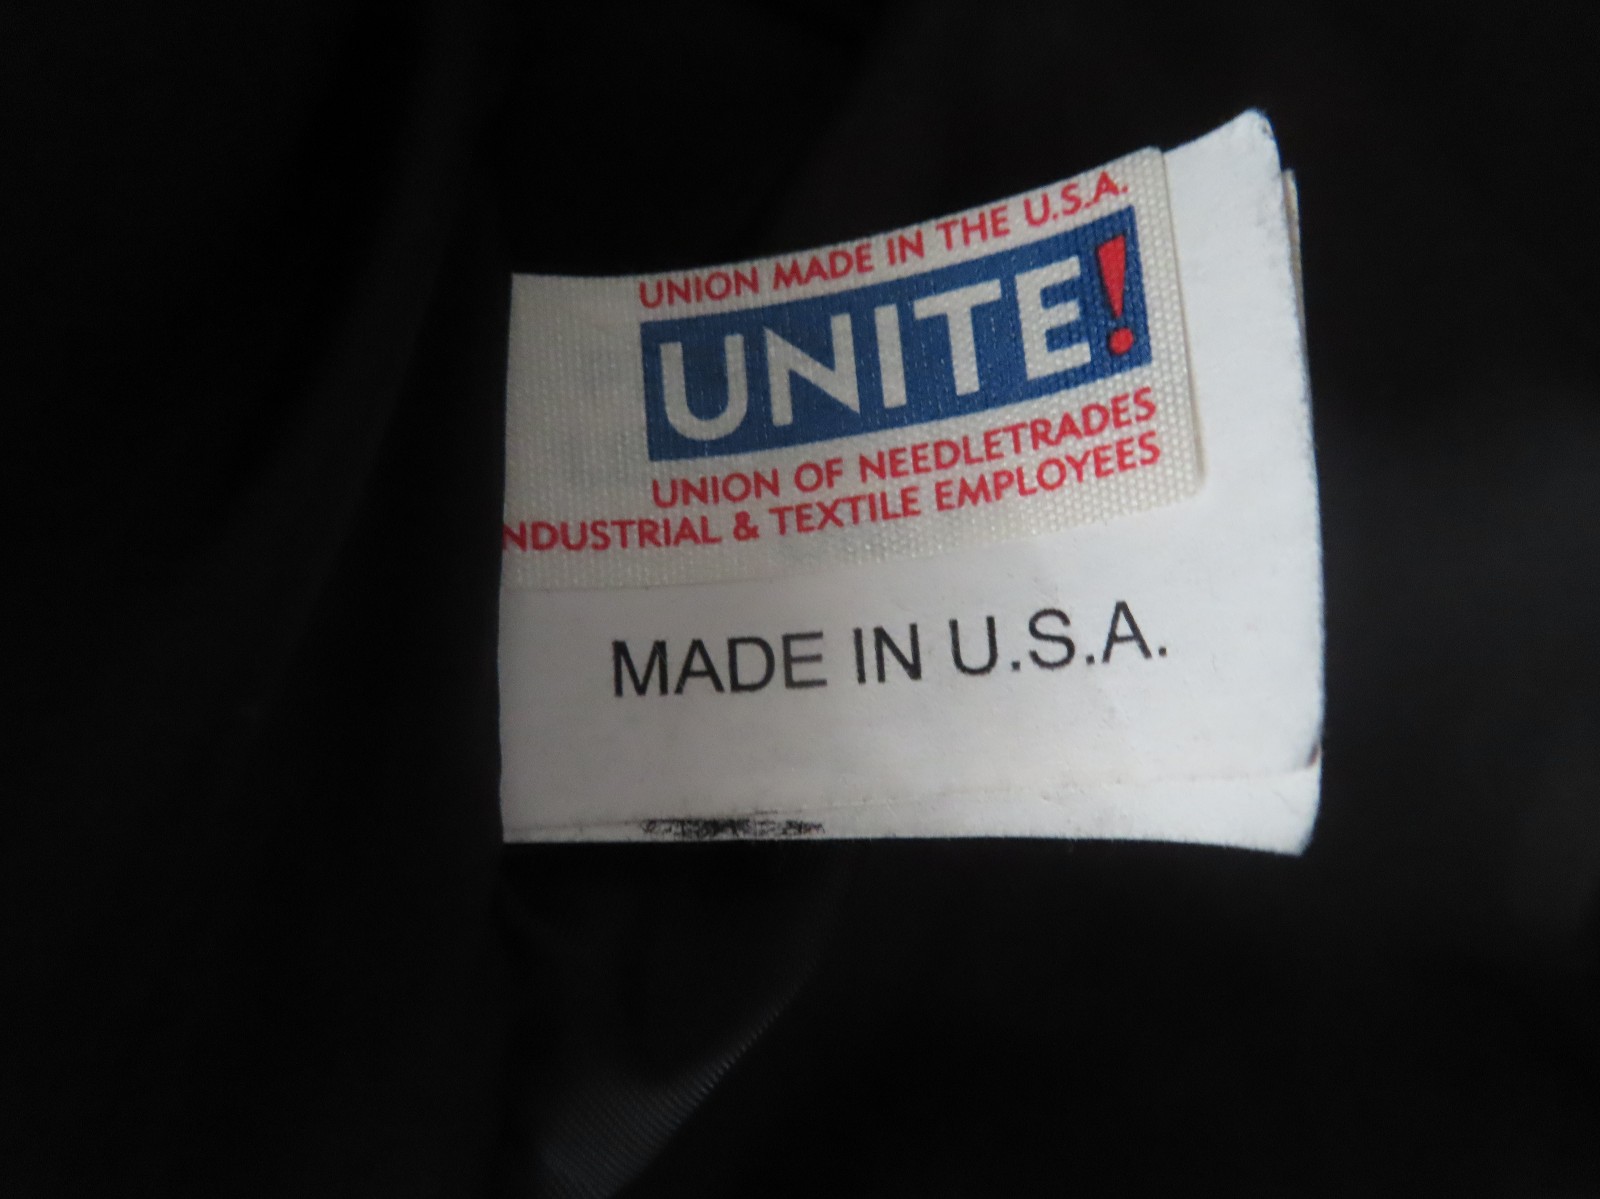 UNION MADE IN THE U.S.A.
UNITE!
UNION OF NEEDLETRADES
NDUSTRIAL & TEXTILE EMPLOYEES
MADE IN U.S.A.